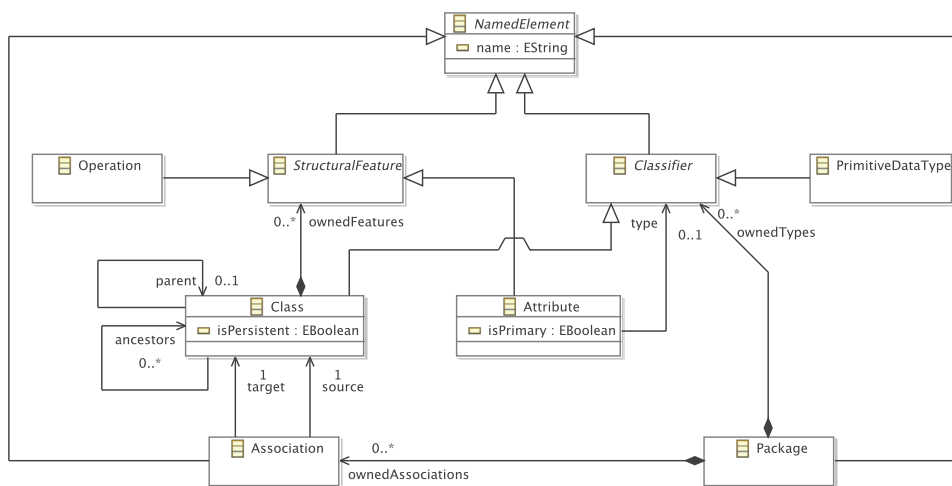 NamedElement
name : EString
Operation
StructuralFeature
Classifier
PrimitiveDataType
0..* ownedFeatures
type
0..1
0..*
ownedTypes
parent 0..1
Class
isPersistent : EBoolean
Attribute
isPrimary : EBoolean
ancestors
0..*
1
target
1
source
Association
0..*
ownedAssociations
Package